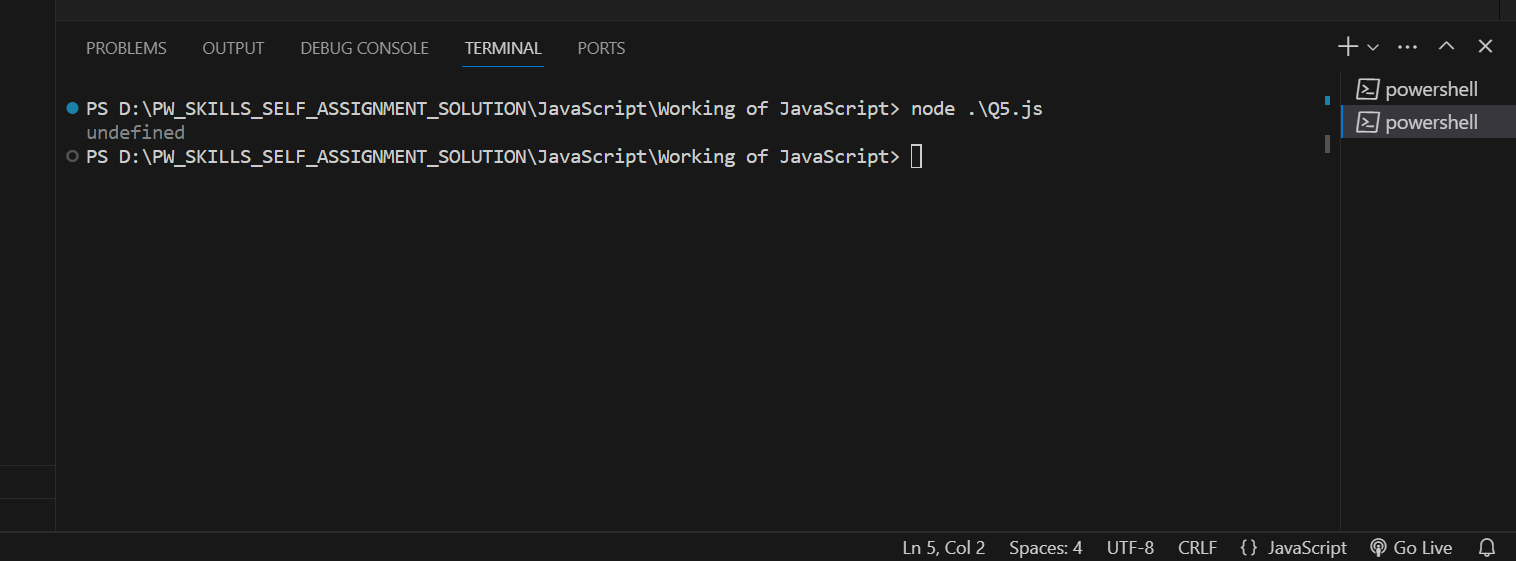 PROBLEMS OUTPUT DEBUG CONSOLE TERMINAL PORTS
PS D:\PW_SKILLS_SELF_ASSIGNMENT_SOLUTION\JavaScript\Working of JavaScript> node .\Q5.js
undefined
PS D:\PW_SKILLS_SELF_ASSIGNMENT_SOLUTION\JavaScript\Working of JavaScript>
powershell
powershell
Ln 5, Col 2 Spaces: 4 UTF-8 CRLF {} JavaScript Go Live